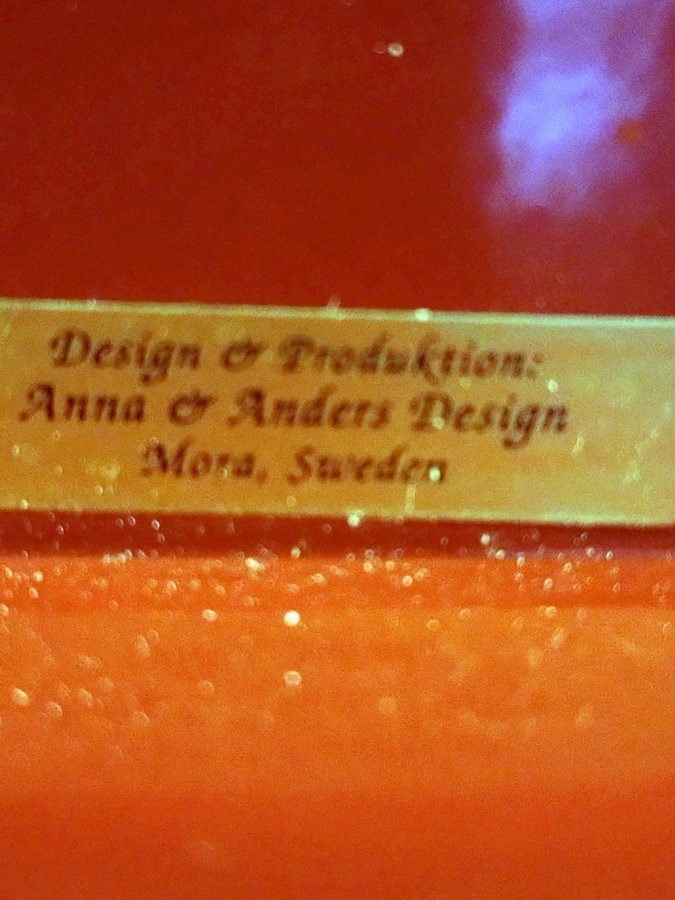 Design & Produktion:
Anna & Anders Design
Mora, Sweden